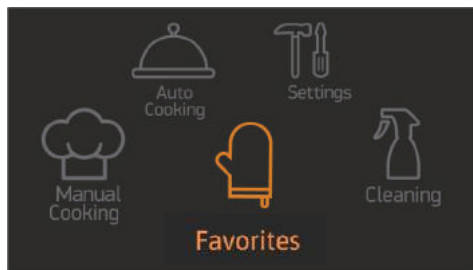 Auto
Cooking
Settings
Manual
Cooking
Cleaning
Favorites